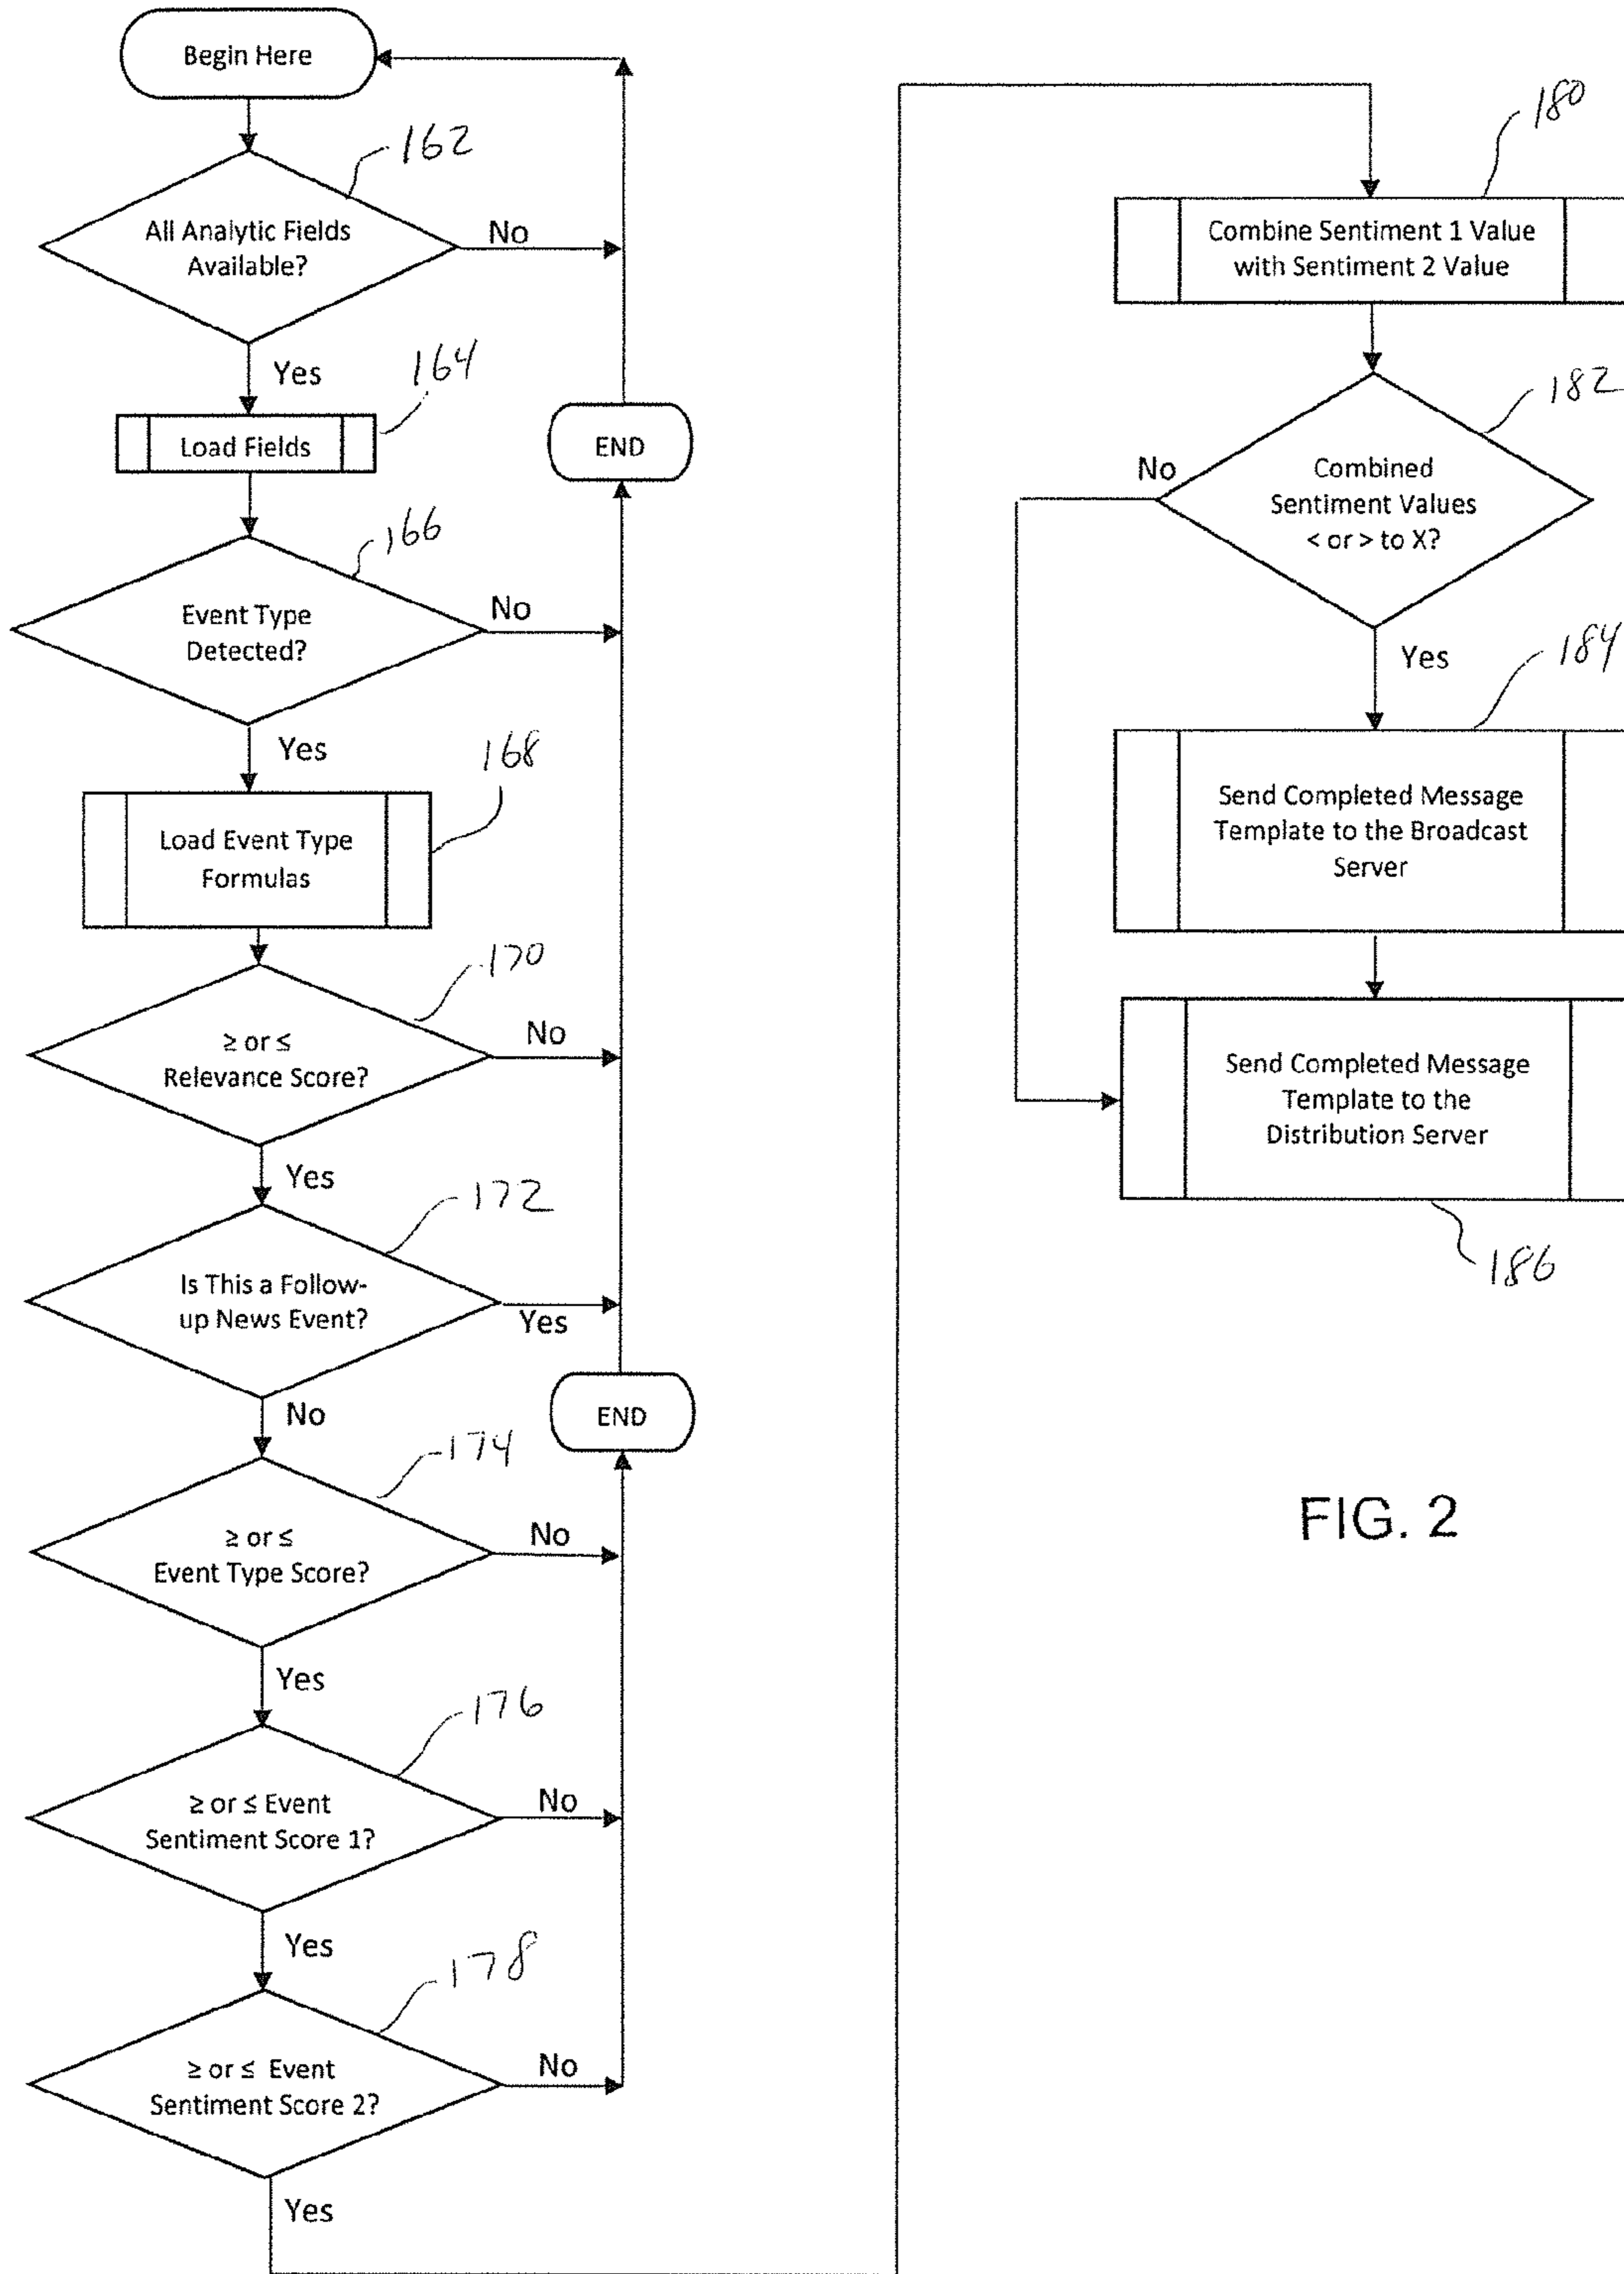 Begin Here
162
All Analytic Fields
Available?
No
Yes
164
Load Fields
END
166
Event Type
Detected?
No
Yes
168
Load Event Type
Formulas
170
≥ or ≤
Relevance Score?
No
Yes
172
Is This a Follow-
up News Event?
Yes
No
END
174
≥ or ≤
Event Type Score?
No
Yes
176
≥ or ≤ Event
Sentiment Score 1?
No
Yes
178
≥ or ≤ Event
Sentiment Score 2?
No
Yes
180
Combine Sentiment 1 Value
with Sentiment 2 Value
182
No
Combined
Sentiment Values
< or > to X?
Yes
184
Send Completed Message
Template to the Broadcast
Server
Send Completed Message
Template to the
Distribution Server
186
FIG. 2